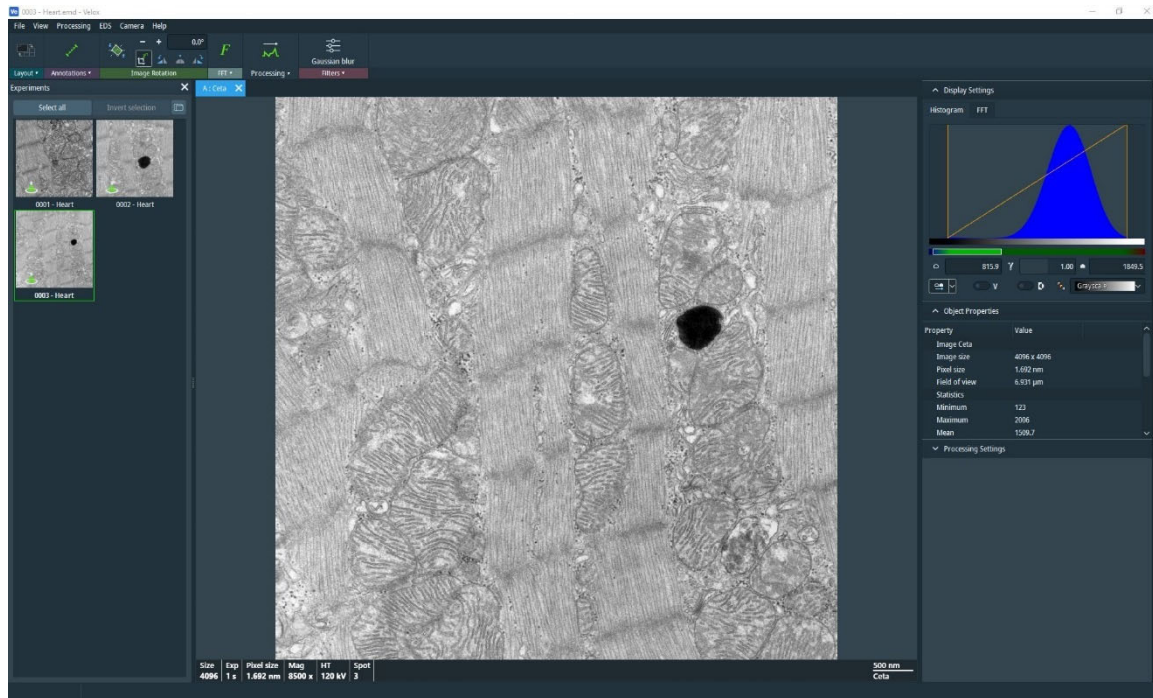 Ve 0003 - Heart.emd - Velox
File View Processing EDS Camera Help
− + 0.0°
F
Gaussian blur
Layout Annotations Image Rotation FFT Processing Filters
Experiments
Select all Invert selection
0001 - Heart 0002 - Heart
0003 - Heart
A: Ceta
Size Exp Pixel size Mag HT Spot
4096 1 s 1.692 nm 8500 x 120 kV 3
500 nm
Ceta
Display Settings
Histogram FFT
815.9 γ 1.00 1849.5
Grayscale
Object Properties
Property Value
Image Ceta
Image size 4096 x 4096
Pixel size 1.692 nm
Field of view 6.931 µm
Statistics
Minimum 123
Maximum 2006
Mean 1509.7
Processing Settings